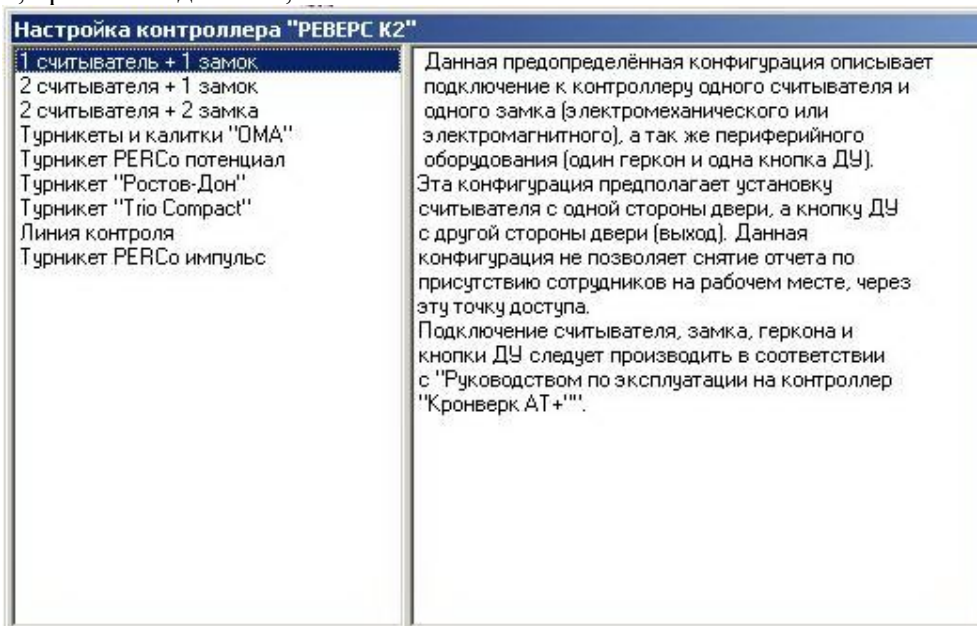 Настройка контроллера "РЕВЕРС К2"
1 считыватель + 1 замок
2 считывателя + 1 замок
2 считывателя + 2 замка
Турникеты и калитки "ОМА"
Турникет PERCo потенциал
Турникет "Ростов-Дон"
Турникет "Trio Compact"
Линия контроля
Турникет PERCo импульс
Данная предопределённая конфигурация описывает
подключение к контроллеру одного считывателя и
одного замка (электромеханического или
электромагнитного), а так же периферийного
оборудования (один геркон и одна кнопка ДУ).
Эта конфигурация предполагает установку
считывателя с одной стороны двери, а кнопку ДУ
с другой стороны двери (выход). Данная
конфигурация не позволяет снятие отчета по
присутствию сотрудников на рабочем месте, через
эту точку доступа.
Подключение считывателя, замка, геркона и
кнопки ДУ следует производить в соответствии
с "Руководством по эксплуатации на контроллер
"Кронверк АТ+"".